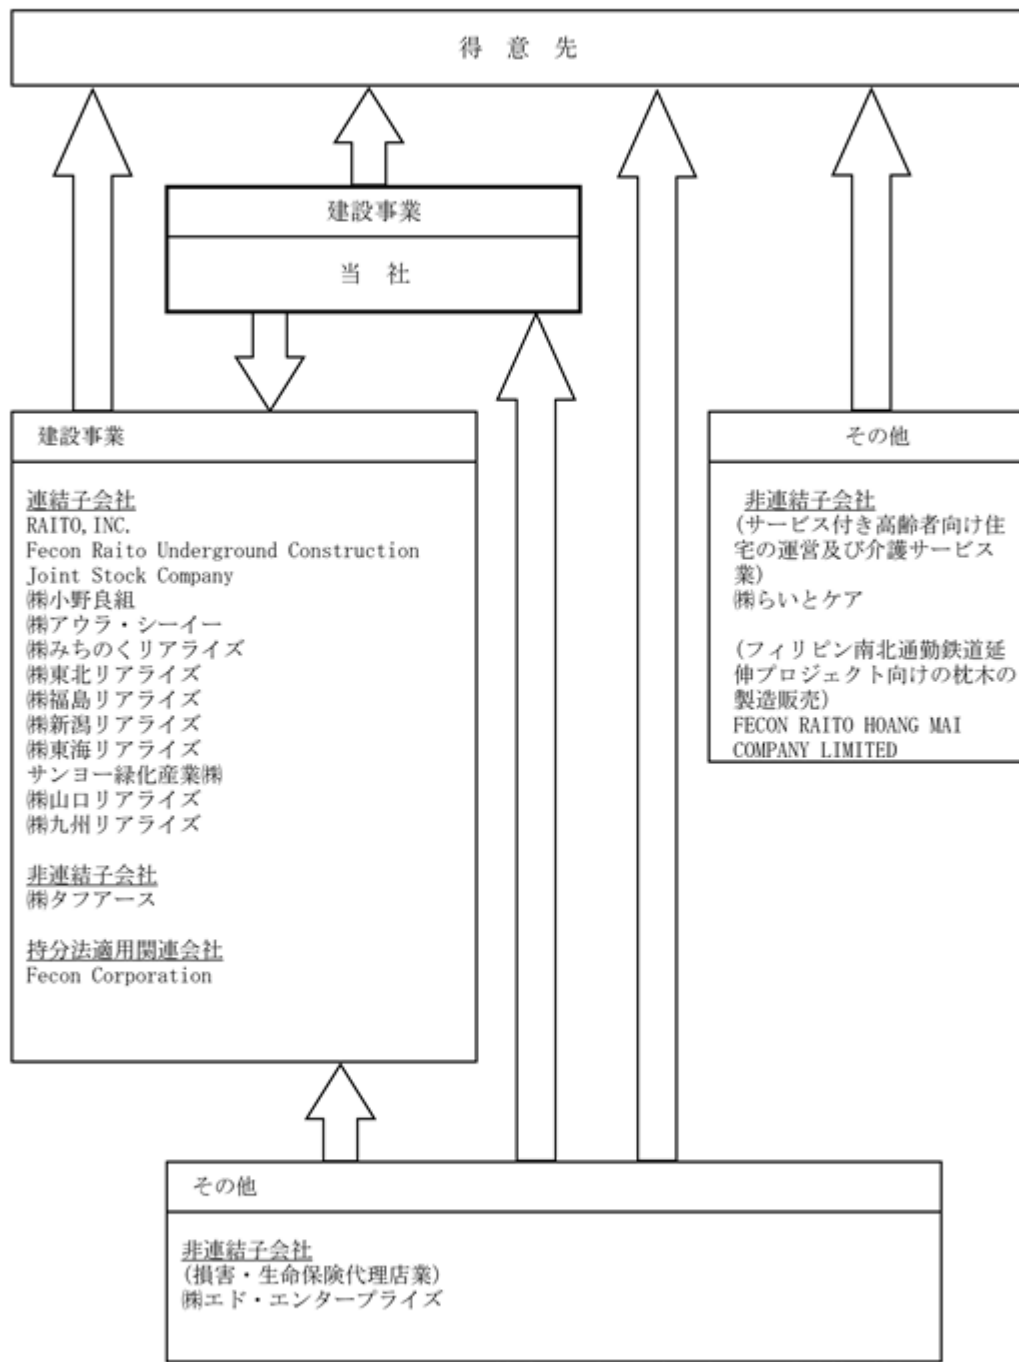 得 意 先
建設事業
当 社
建設事業
連結子会社
RAITO,INC.
Fecon Raito Underground Construction
Joint Stock Company
㈱小野良組
㈱アウラ・シーイー
㈱みちのくリアライズ
㈱東北リアライズ
㈱福島リアライズ
㈱新潟リアライズ
㈱東海リアライズ
サンヨー緑化産業㈱
㈱山口リアライズ
㈱九州リアライズ
非連結子会社
㈱タフアース
持分法適用関連会社
Fecon Corporation
その他
非連結子会社
(サービス付き高齢者向け住
宅の運営及び介護サービス
業)
㈱らいとケア
(フィリピン南北通勤鉄道延
伸プロジェクト向けの枕木の
製造販売)
FECON RAITO HOANG MAI
COMPANY LIMITED
その他
非連結子会社
(損害・生命保険代理店業)
㈱エド・エンタープライズ